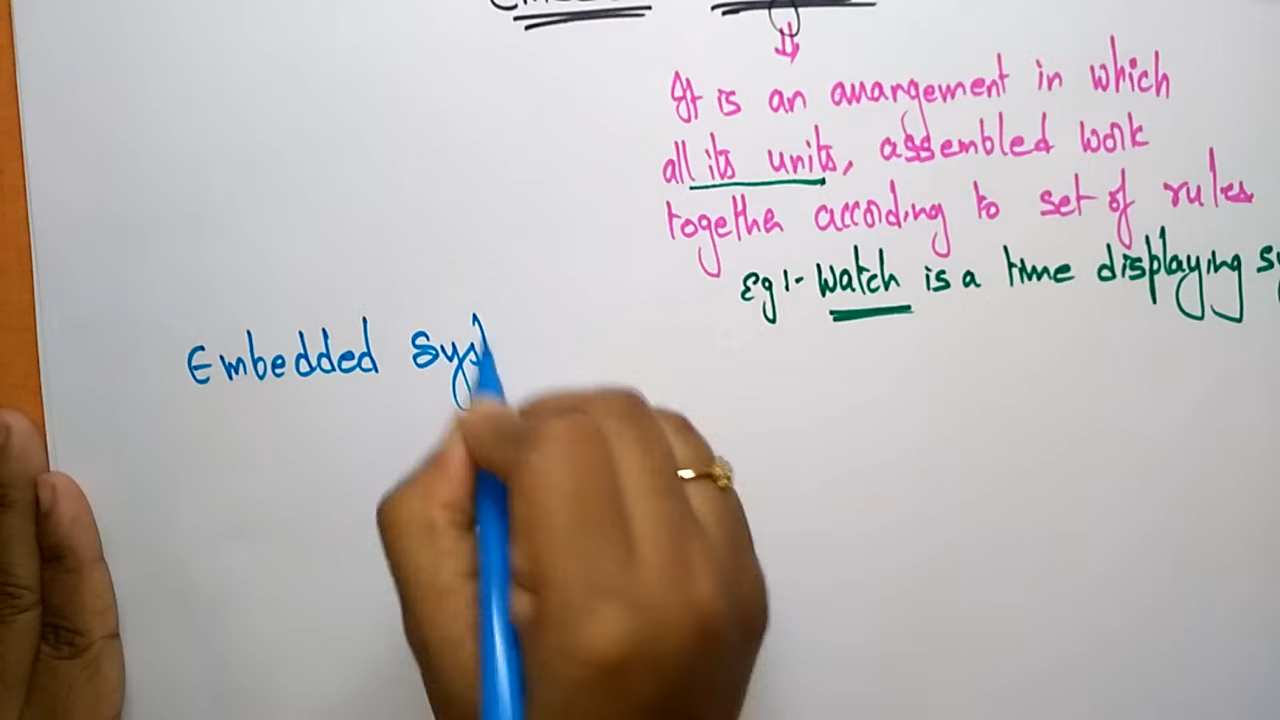 It is an arrangement in which
all its units, assembled work
together according to set of rules
Eg:- Watch is a time displaying
Embedded